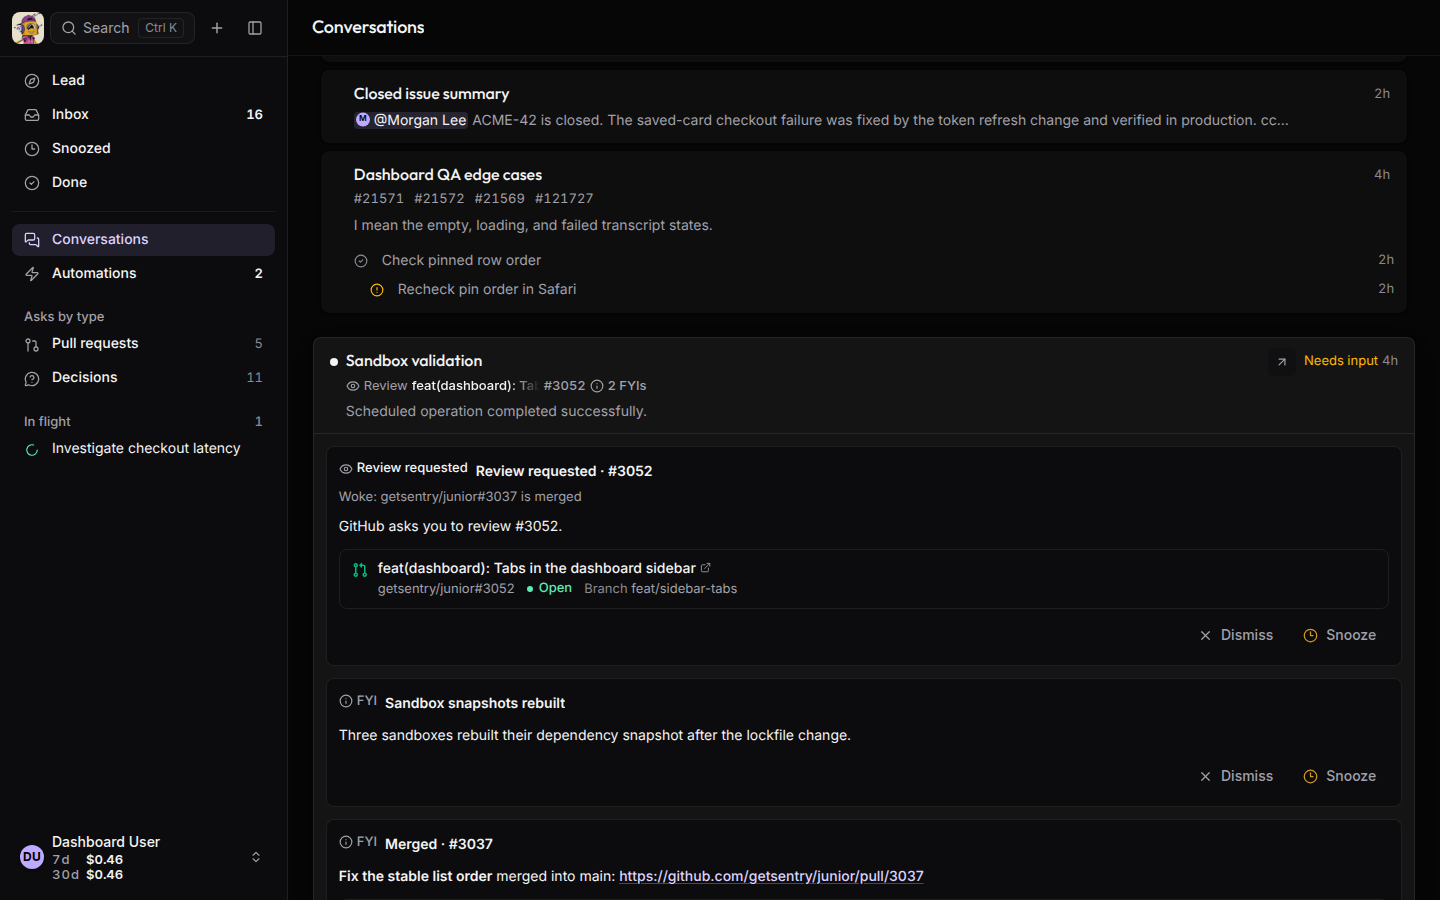 Search Ctrl K
Lead
Inbox 16
Snoozed
Done
Conversations
Automations 2
Asks by type
Pull requests 5
Decisions 11
In flight 1
Investigate checkout latency
DU Dashboard User
7d $0.46
30d $0.46
Conversations
Closed issue summary 2h
M @Morgan Lee ACME-42 is closed. The saved-card checkout failure was fixed by the token refresh change and verified in production. cc...
Dashboard QA edge cases 4h
#21571 #21572 #21569 #121727
I mean the empty, loading, and failed transcript states.
Check pinned row order 2h
Recheck pin order in Safari 2h
Sandbox validation Needs input 4h
Review feat(dashboard): Tal #3052 2 FYIs
Scheduled operation completed successfully.
Review requested Review requested · #3052
Woke: getsentry/junior#3037 is merged
GitHub asks you to review #3052.
feat(dashboard): Tabs in the dashboard sidebar
getsentry/junior#3052 Open Branch feat/sidebar-tabs
Dismiss Snooze
FYI Sandbox snapshots rebuilt
Three sandboxes rebuilt their dependency snapshot after the lockfile change.
Dismiss Snooze
FYI Merged · #3037
Fix the stable list order merged into main: https://github.com/getsentry/junior/pull/3037